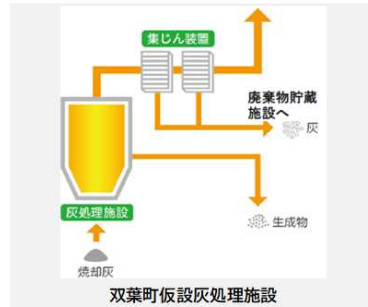 集じん装置
廃棄物貯蔵
施設へ
灰
灰処理施設
生成物
焼却灰
双葉町仮設灰処理施設